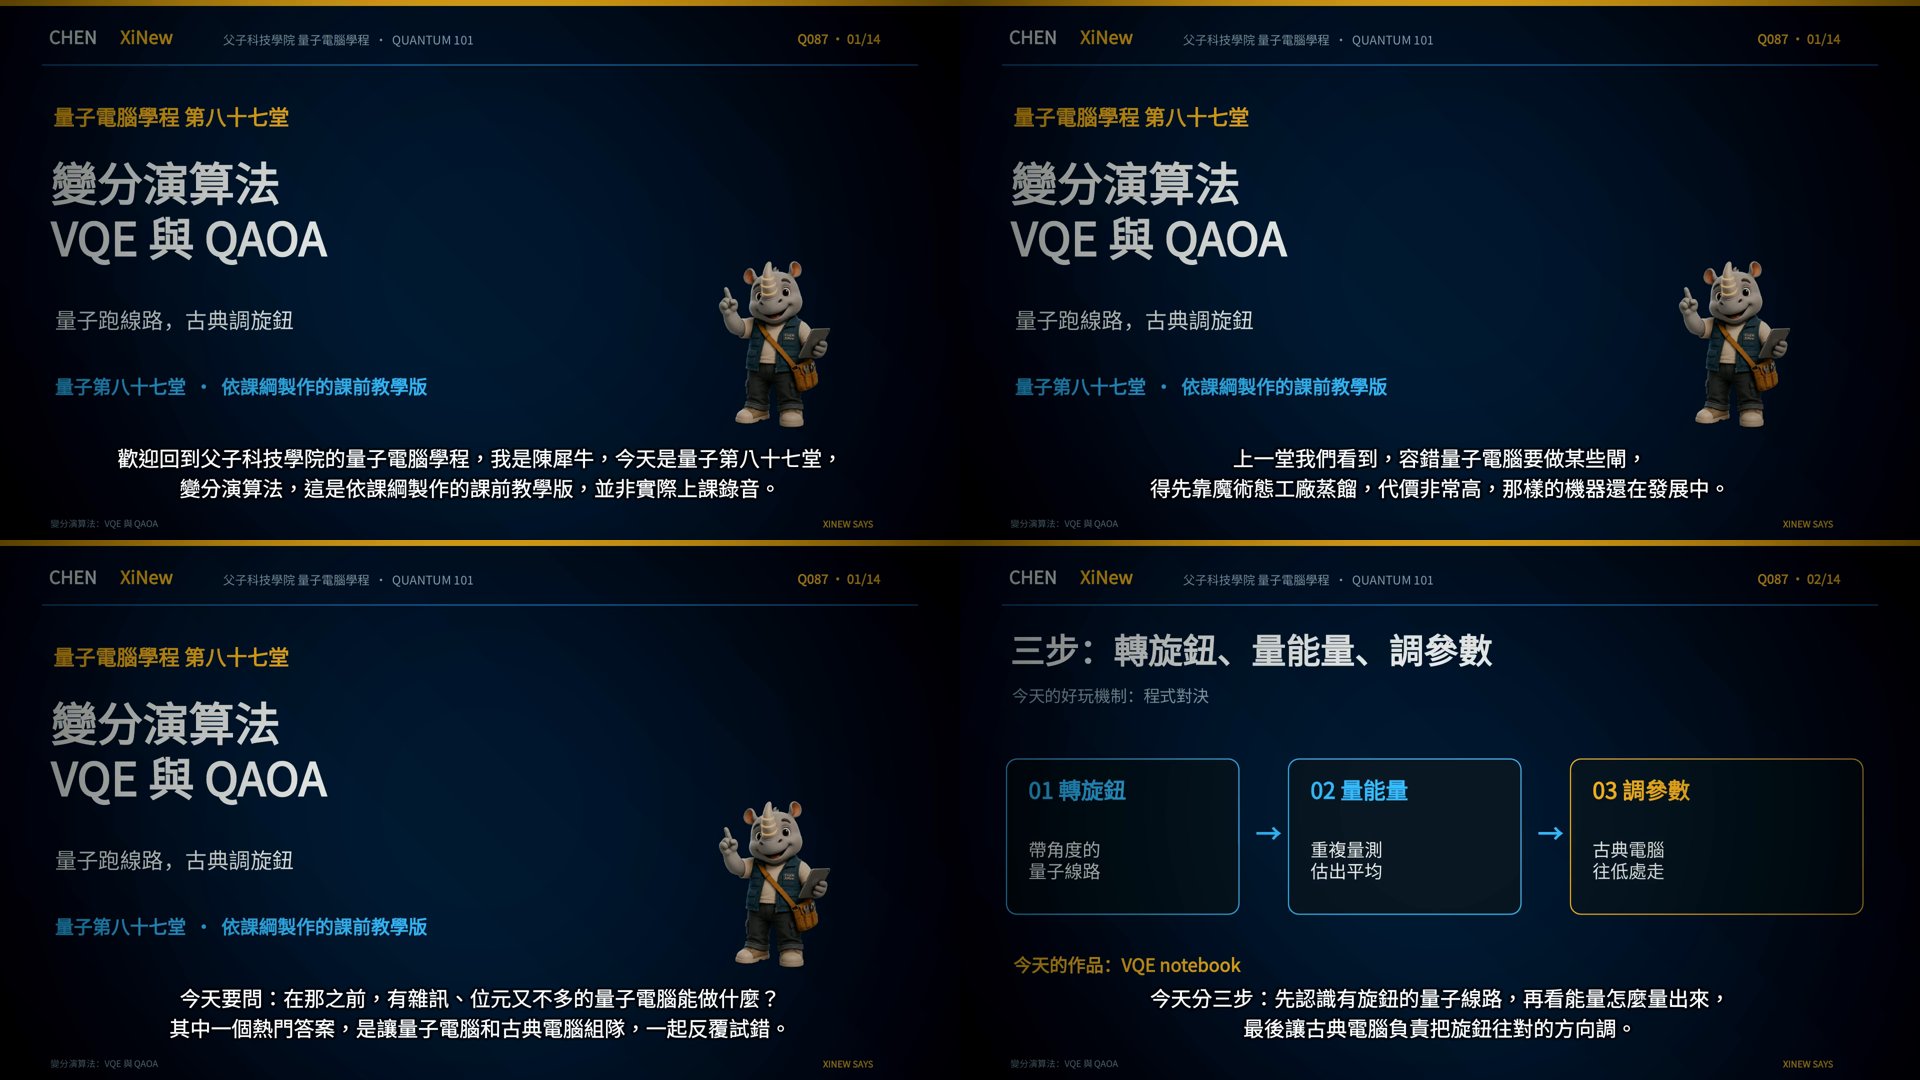 CHEN XiNew 父子科技學院 量子電腦學程 · QUANTUM 101 Q087 · 01/14
量子電腦學程 第八十七堂
變分演算法
VQE 與 QAOA
量子跑線路，古典調旋鈕
量子第八十七堂 · 依課綱製作的課前教學版
歡迎回到父子科技學院的量子電腦學程，我是陳犀牛，今天是量子第八十七堂，
變分演算法，這是依課綱製作的課前教學版，並非實際上課錄音。
變分演算法：VQE 與 QAOA XINEW SAYS
CHEN XiNew 父子科技學院 量子電腦學程 · QUANTUM 101 Q087 · 01/14
量子電腦學程 第八十七堂
變分演算法
VQE 與 QAOA
量子跑線路，古典調旋鈕
量子第八十七堂 · 依課綱製作的課前教學版
上一堂我們看到，容錯量子電腦要做某些閘，
得先靠魔術態工廠蒸餾，代價非常高，那樣的機器還在發展中。
變分演算法：VQE 與 QAOA XINEW SAYS
CHEN XiNew 父子科技學院 量子電腦學程 · QUANTUM 101 Q087 · 01/14
量子電腦學程 第八十七堂
變分演算法
VQE 與 QAOA
量子跑線路，古典調旋鈕
量子第八十七堂 · 依課綱製作的課前教學版
今天要問：在那之前，有雜訊、位元又不多的量子電腦能做什麼？
其中一個熱門答案，是讓量子電腦和古典電腦組隊，一起反覆試錯。
變分演算法：VQE 與 QAOA XINEW SAYS
CHEN XiNew 父子科技學院 量子電腦學程 · QUANTUM 101 Q087 · 02/14
三步：轉旋鈕、量能量、調參數
今天的好玩機制：程式對決
01 轉旋鈕
帶角度的
量子線路
→
02 量能量
重複量測
估出平均
→
03 調參數
古典電腦
往低處走
今天的作品：VQE notebook
今天分三步：先認識有旋鈕的量子線路，再看能量怎麼量出來，
最後讓古典電腦負責把旋鈕往對的方向調。
變分演算法：VQE 與 QAOA XINEW SAYS